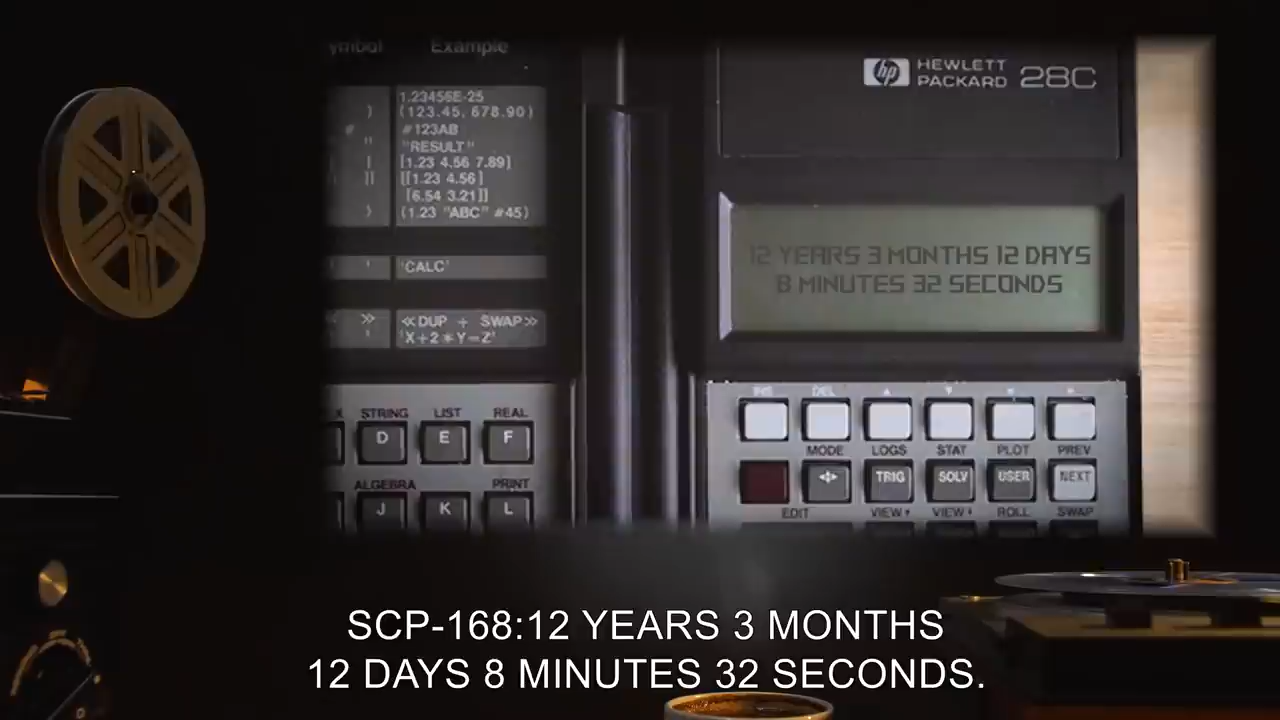 Example
1.23456E-25
(123.45, 678.90)
#
#123AB
"
"RESULT"
[1.23 4.56 7.89]
[[1.23 4.56]
[6.54 3.21]]
(1.23 "ABC" #45)
'CALC'
≫
≪DUP + SWAP≫
'X+2*Y=Z'
STRING LIST REAL
D E F
ALGEBRA PRINT
J K L
hp HEWLETT
PACKARD 28C
12 YEARS 3 MONTHS 12 DAYS
8 MINUTES 32 SECONDS
INS DEL ▲ ▼ ◄ ►
MODE LOGS STAT PLOT PREV
TRIG SOLV USER NEXT
EDIT VIEW↑ VIEW↓ ROLL SWAP
SCP-168:12 YEARS 3 MONTHS
12 DAYS 8 MINUTES 32 SECONDS.